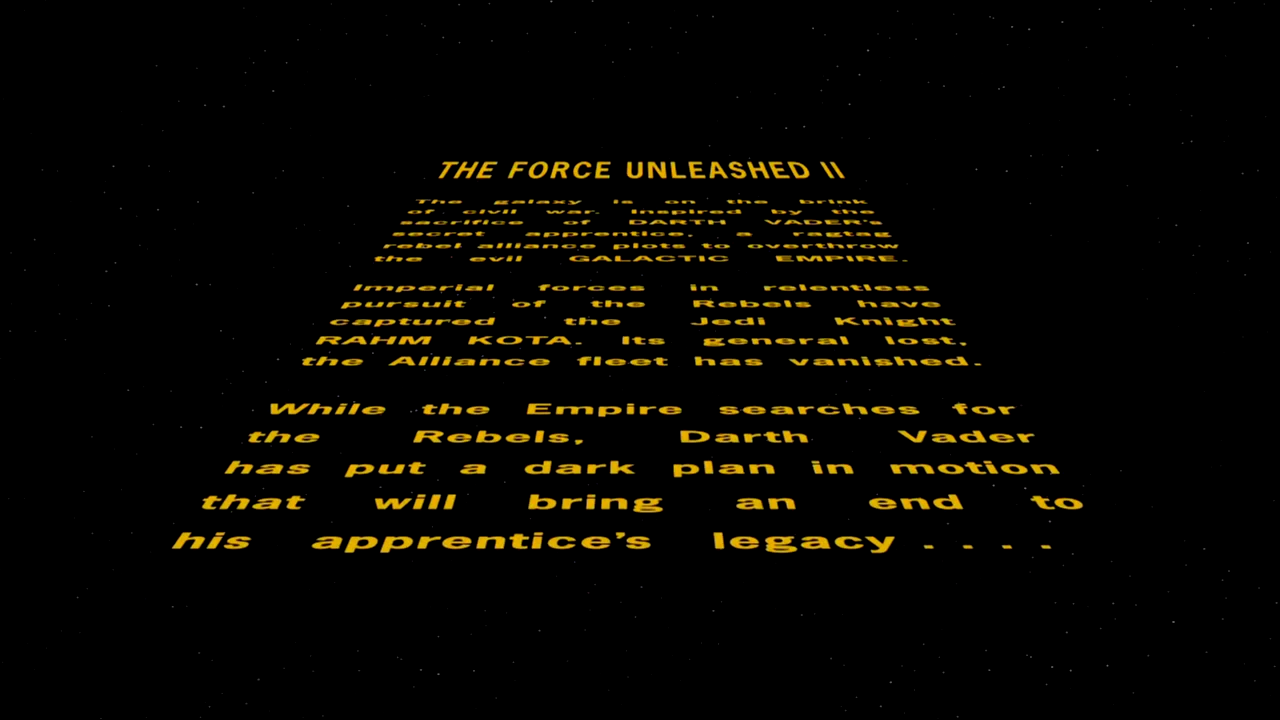 THE FORCE UNLEASHED II
The galaxy is on the brink
of civil war. Inspired by the
sacrifice of DARTH VADER's
secret apprentice, a ragtag
rebel alliance plots to overthrow
the evil GALACTIC EMPIRE.
Imperial forces in relentless
pursuit of the Rebels have
captured the Jedi Knight
RAHM KOTA. Its general lost,
the Alliance fleet has vanished.
While the Empire searches for
the Rebels, Darth Vader
has put a dark plan in motion
that will bring an end to
his apprentice's legacy . . . .